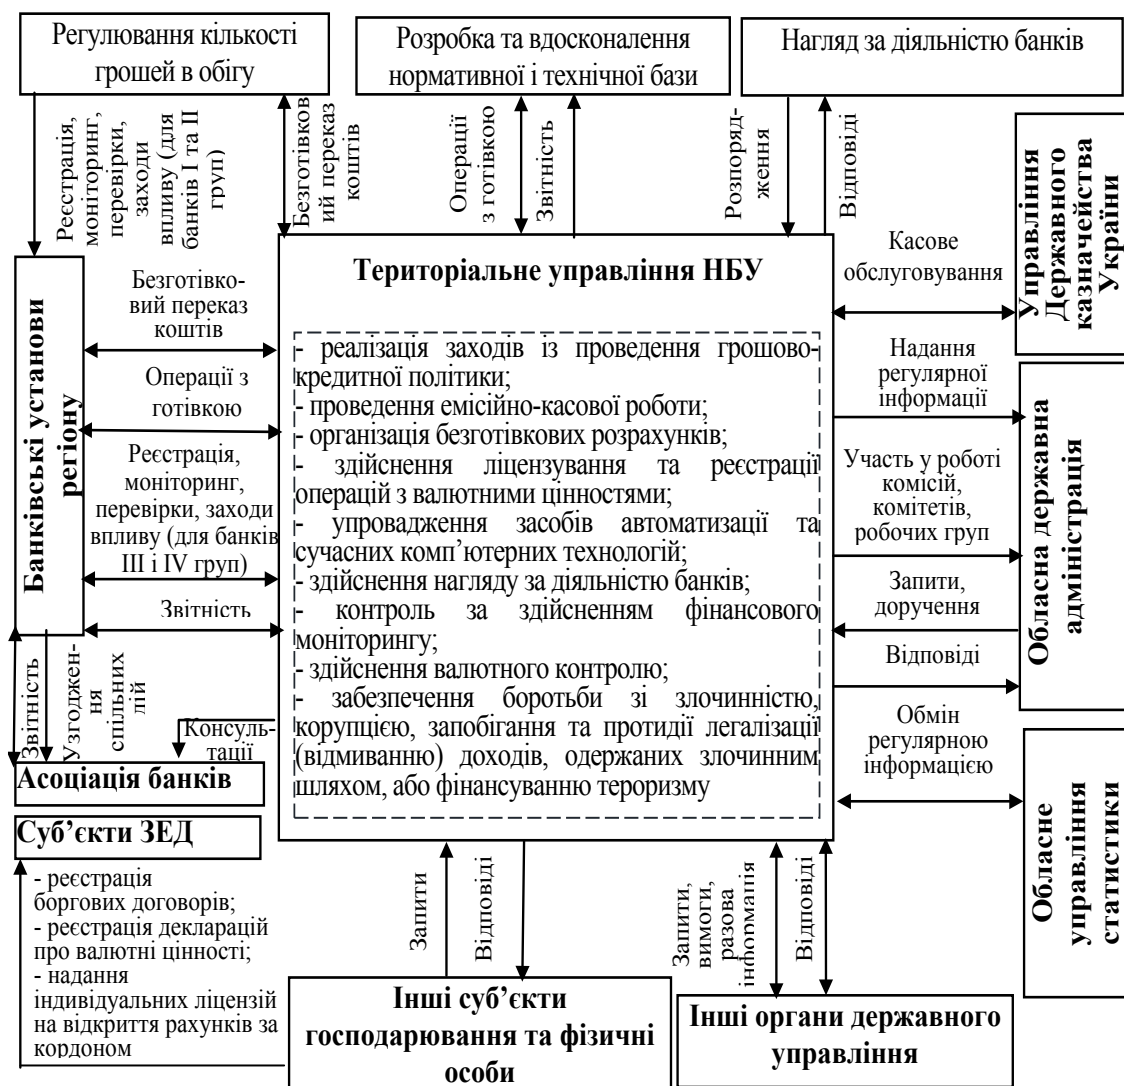 Регулювання кількості
грошей в обігу
Розробка та вдосконалення
нормативної і технічної бази
Нагляд за діяльністю банків
Реєстрація,
моніторинг,
перевірки,
заходи
впливу (для
банків І та ІІ
груп)
Безготівков
ий переказ
коштів
Операції
з готівкою
Звітність
Розпоряд-
ження
Відповіді
Управління
Державного
казначейства
України
Територіальне управління НБУ
Касове
обслуговування
Безготівко-
вий переказ
коштів
Банківські установи
регіону
- реалізація заходів із проведення грошово-
кредитної політики;
- проведення емісійно-касової роботи;
- організація безготівкових розрахунків;
- здійснення ліцензування та реєстрації
операцій з валютними цінностями;
- упровадження засобів автоматизації та
сучасних комп’ютерних технологій;
- здійснення нагляду за діяльністю банків;
- контроль за здійсненням фінансового
моніторингу;
- здійснення валютного контролю;
- забезпечення боротьби зі злочинністю,
корупцією, запобігання та протидії легалізації
(відмиванню) доходів, одержаних злочинним
шляхом, або фінансуванню тероризму
Операції з
готівкою
Реєстрація,
моніторинг,
перевірки, заходи
впливу (для банків
ІІІ і IV груп)
Звітність
Надання
регулярної
інформації
Участь у роботі
комісій,
комітетів,
робочих груп
Запити,
доручення
Відповіді
Обласна державна
адміністрація
Обмін
регулярною
інформацією
Обласне
управління
статистики
Звітність
Узгоджен-
ня
спільних
дій
Консуль-
тації
Асоціація банків
Суб’єкти ЗЕД
- реєстрація
боргових договорів;
- реєстрація декларацій
про валютні цінності;
- надання
індивідуальних ліцензій
на відкриття рахунків за
кордоном
Запити
Відповіді
Запити,
вимоги,
разова
інформація
Відповіді
Інші суб’єкти
господарювання та фізичні
особи
Інші органи державного
управління